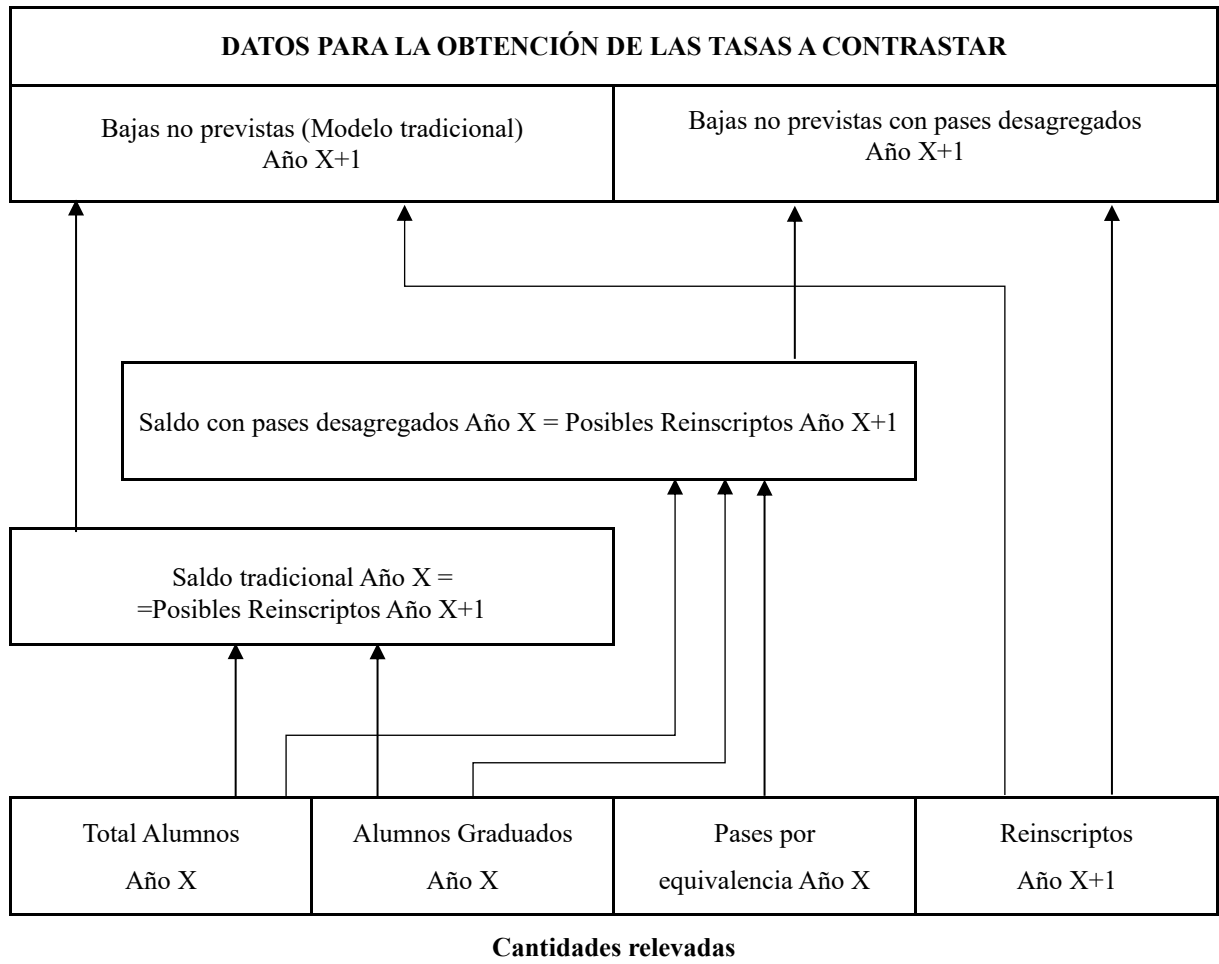 DATOS PARA LA OBTENCIÓN DE LAS TASAS A CONTRASTAR
Bajas no previstas (Modelo tradicional)
Año X+1
Bajas no previstas con pases desagregados
Año X+1
Saldo con pases desagregados Año X = Posibles Reinscriptos Año X+1
Saldo tradicional Año X =
=Posibles Reinscriptos Año X+1
Total Alumnos
Año X
Alumnos Graduados
Año X
Pases por
equivalencia Año X
Reinscriptos
Año X+1
Cantidades relevadas